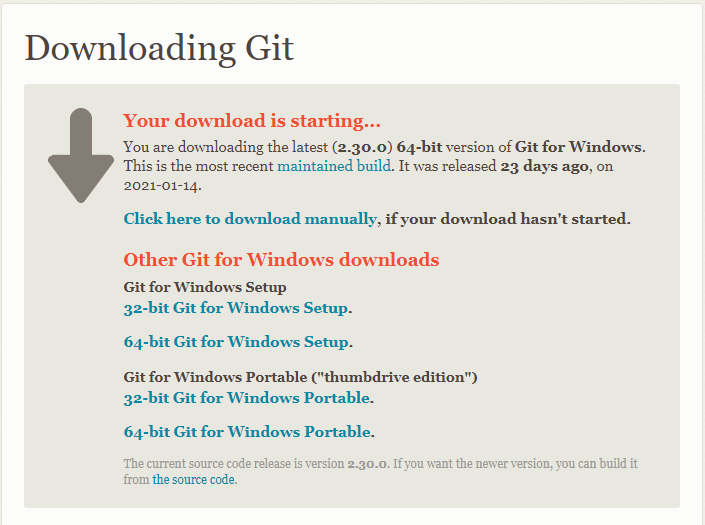 Downloading Git
Your download is starting...
You are downloading the latest (2.30.0) 64-bit version of Git for Windows.
This is the most recent maintained build. It was released 23 days ago, on
2021-01-14.
Click here to download manually, if your download hasn't started.
Other Git for Windows downloads
Git for Windows Setup
32-bit Git for Windows Setup.
64-bit Git for Windows Setup.
Git for Windows Portable ("thumbdrive edition")
32-bit Git for Windows Portable.
64-bit Git for Windows Portable.
The current source code release is version 2.30.0. If you want the newer version, you can build it
from the source code.